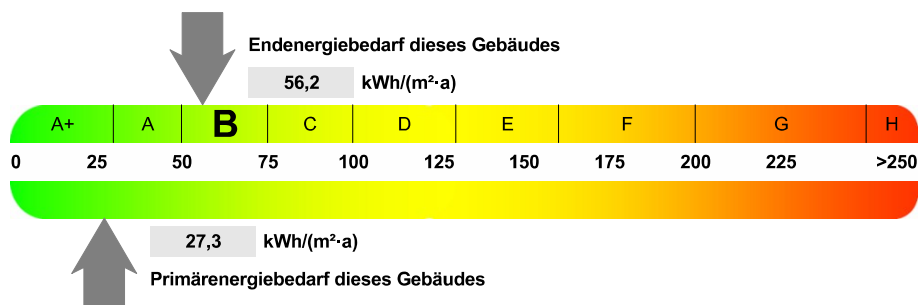 Endenergiebedarf dieses Gebäudes
56,2 kWh/(m²·a)
A+ A B C D E F G H
0 25 50 75 100 125 150 175 200 225 >250
27,3 kWh/(m²·a)
Primärenergiebedarf dieses Gebäudes